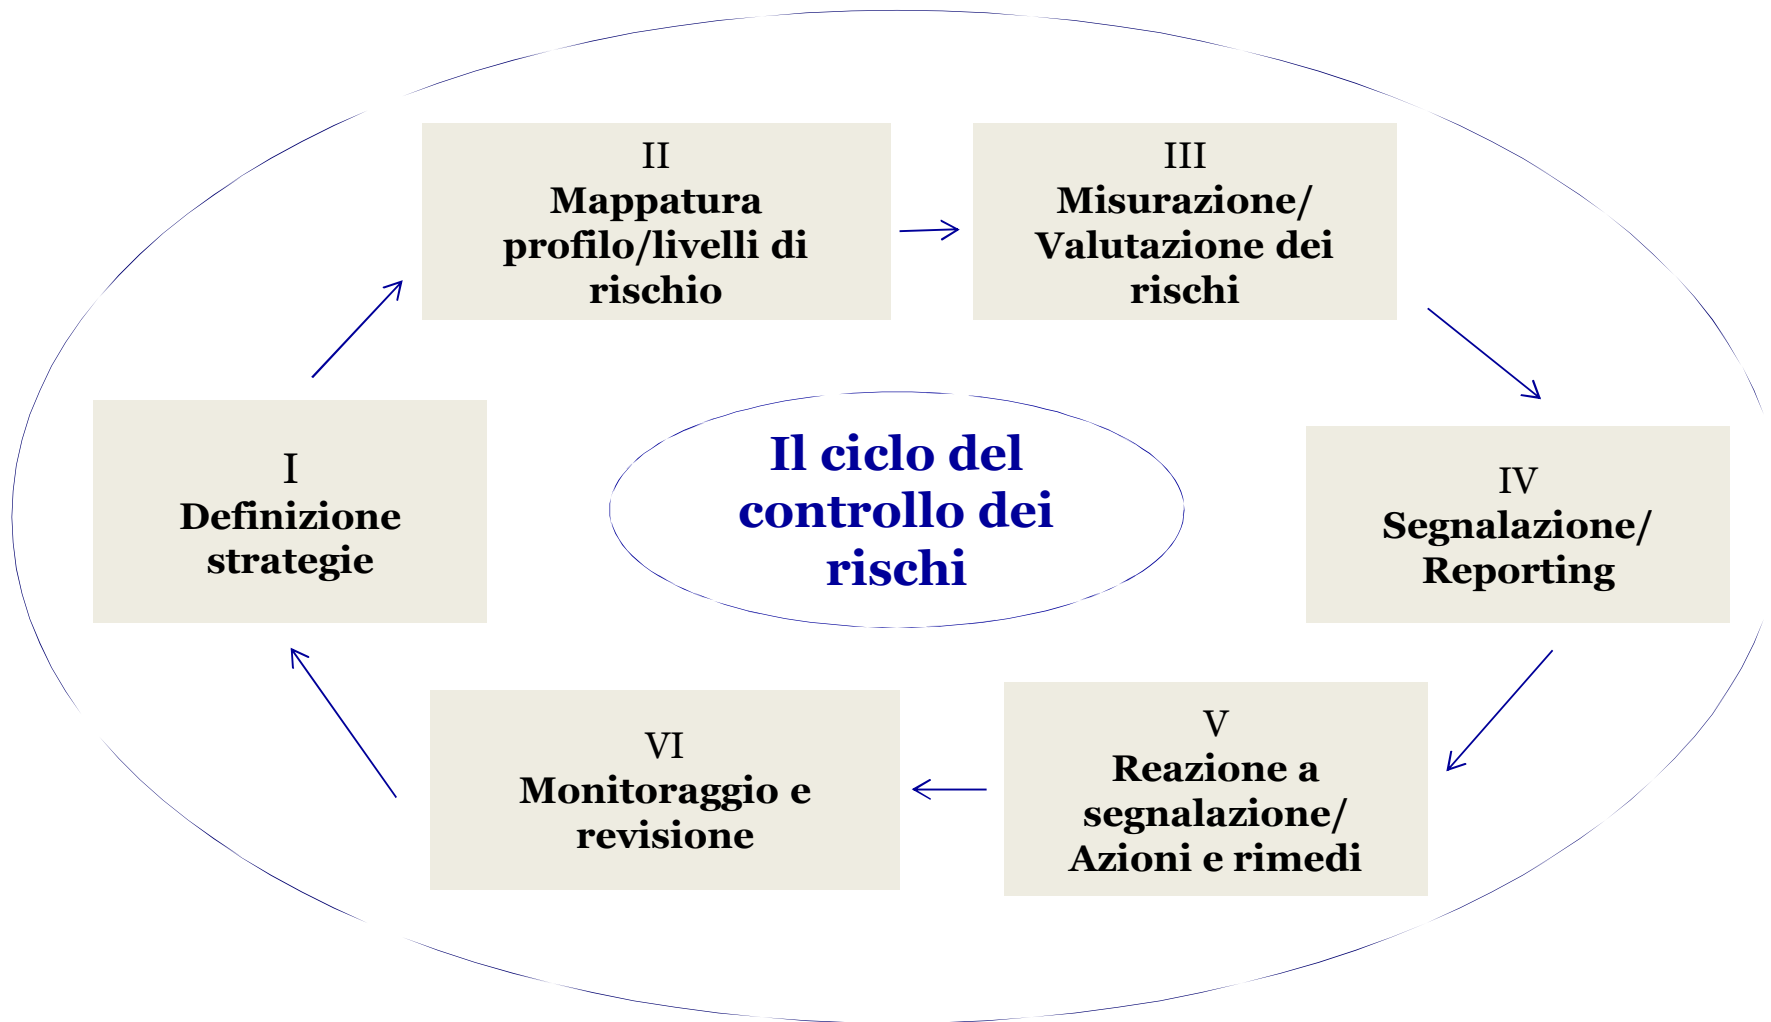 II
Mappatura
profilo/livelli di
rischio
III
Misurazione/
Valutazione dei
rischi
I
Definizione
strategie
Il ciclo del
controllo dei
rischi
IV
Segnalazione/
Reporting
VI
Monitoraggio e
revisione
V
Reazione a
segnalazione/
Azioni e rimedi